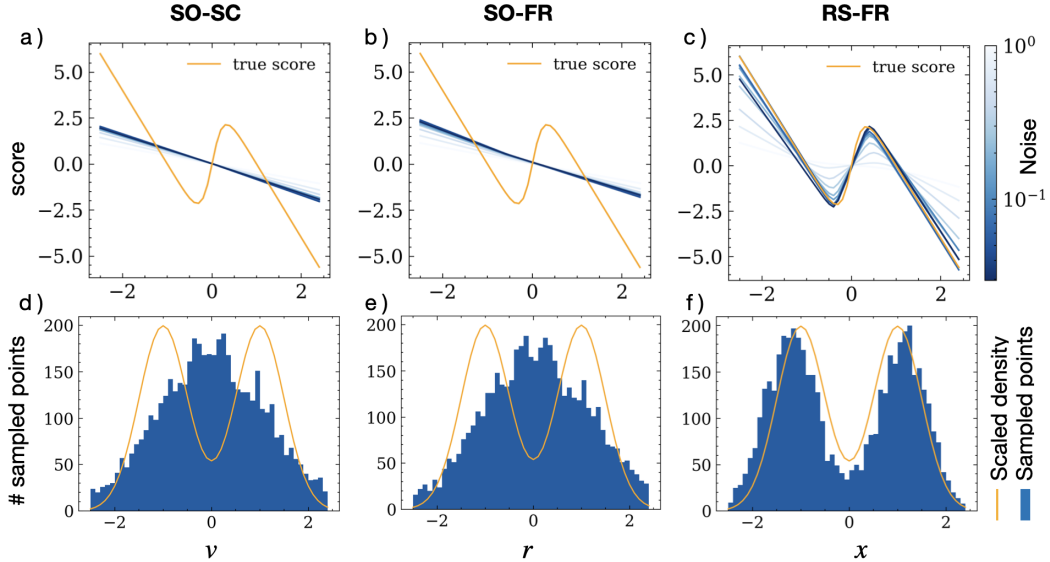 SO-SC
SO-FR
RS-FR
a)
b)
c)
true score
true score
true score
5.0
2.5
0.0
−2.5
−5.0
5.0
2.5
0.0
−2.5
−5.0
5.0
2.5
0.0
−2.5
−5.0
−2
0
2
−2
0
2
−2
0
2
score
10⁰
10⁻¹
Noise
d)
e)
f)
200
150
100
50
0
200
150
100
50
0
200
150
100
50
0
−2
0
2
−2
0
2
−2
0
2
# sampled points
v
r
x
Scaled density
Sampled points